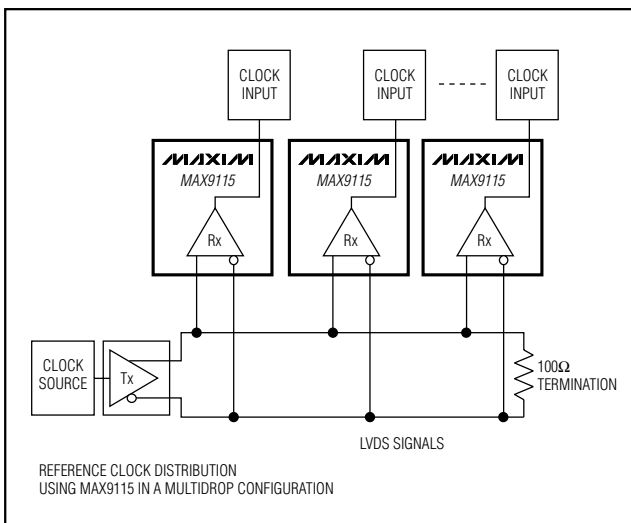 CLOCK
INPUT
CLOCK
INPUT
CLOCK
INPUT
MAXIM
MAX9115
MAXIM
MAX9115
MAXIM
MAX9115
Rx
Rx
Rx
CLOCK
SOURCE
Tx
100Ω
TERMINATION
LVDS SIGNALS
REFERENCE CLOCK DISTRIBUTION
USING MAX9115 IN A MULTIDROP CONFIGURATION